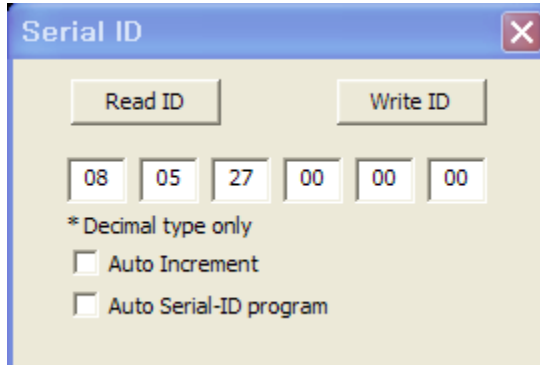 Serial ID
Read ID Write ID
08 05 27 00 00 00
* Decimal type only
Auto Increment
Auto Serial-ID program